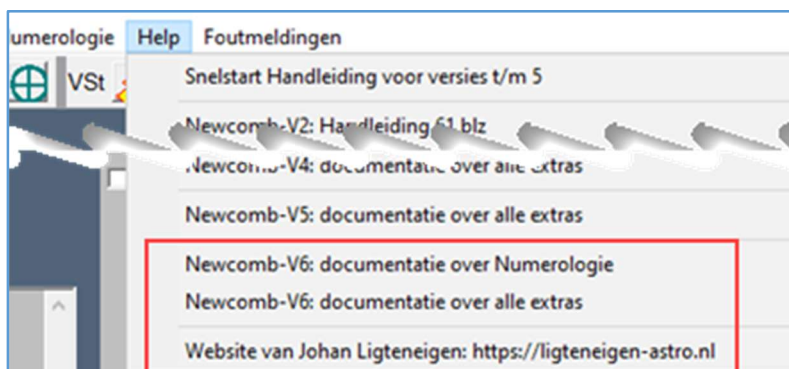 umerologie Help Foutmeldingen
VSt
Snelstart Handleiding voor versies t/m 5
Newcomb-V2: Handleiding 61 blz
Newcomb-V4: documentatie over alle extras
Newcomb-V5: documentatie over alle extras
Newcomb-V6: documentatie over Numerologie
Newcomb-V6: documentatie over alle extras
Website van Johan Ligteneigen: https://ligteneigen-astro.nl